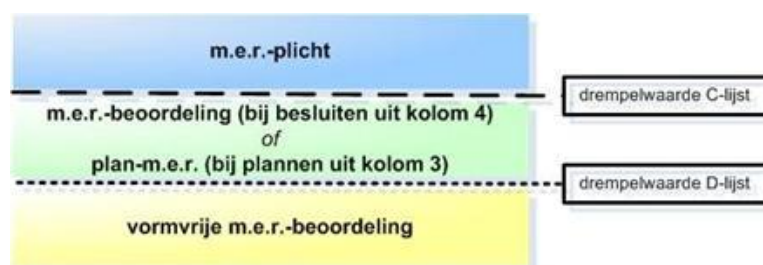 m.e.r.-plicht
drempelwaarde C-lijst
m.e.r.-beoordeling (bij besluiten uit kolom 4)
of
plan-m.e.r. (bij plannen uit kolom 3)
drempelwaarde D-lijst
vormvrije m.e.r.-beoordeling